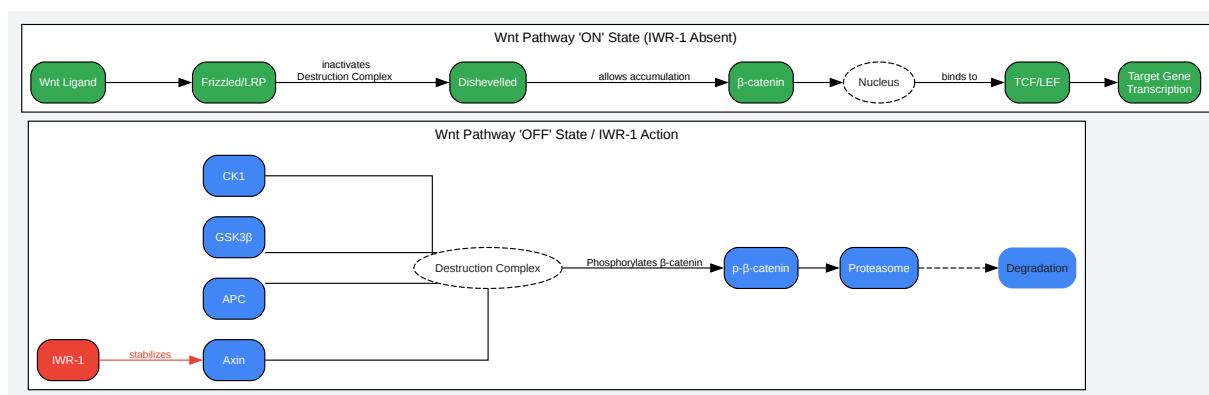 Wnt Pathway 'ON' State (IWR-1 Absent)
Wnt Ligand
Frizzled/LRP
inactivates
Destruction Complex
Dishevelled
allows accumulation
β-catenin
Nucleus
binds to
TCF/LEF
Target Gene
Transcription
Wnt Pathway 'OFF' State / IWR-1 Action
CK1
GSK3β
APC
IWR-1
stabilizes
Axin
Destruction Complex
Phosphorylates β-catenin
p-β-catenin
Proteasome
Degradation